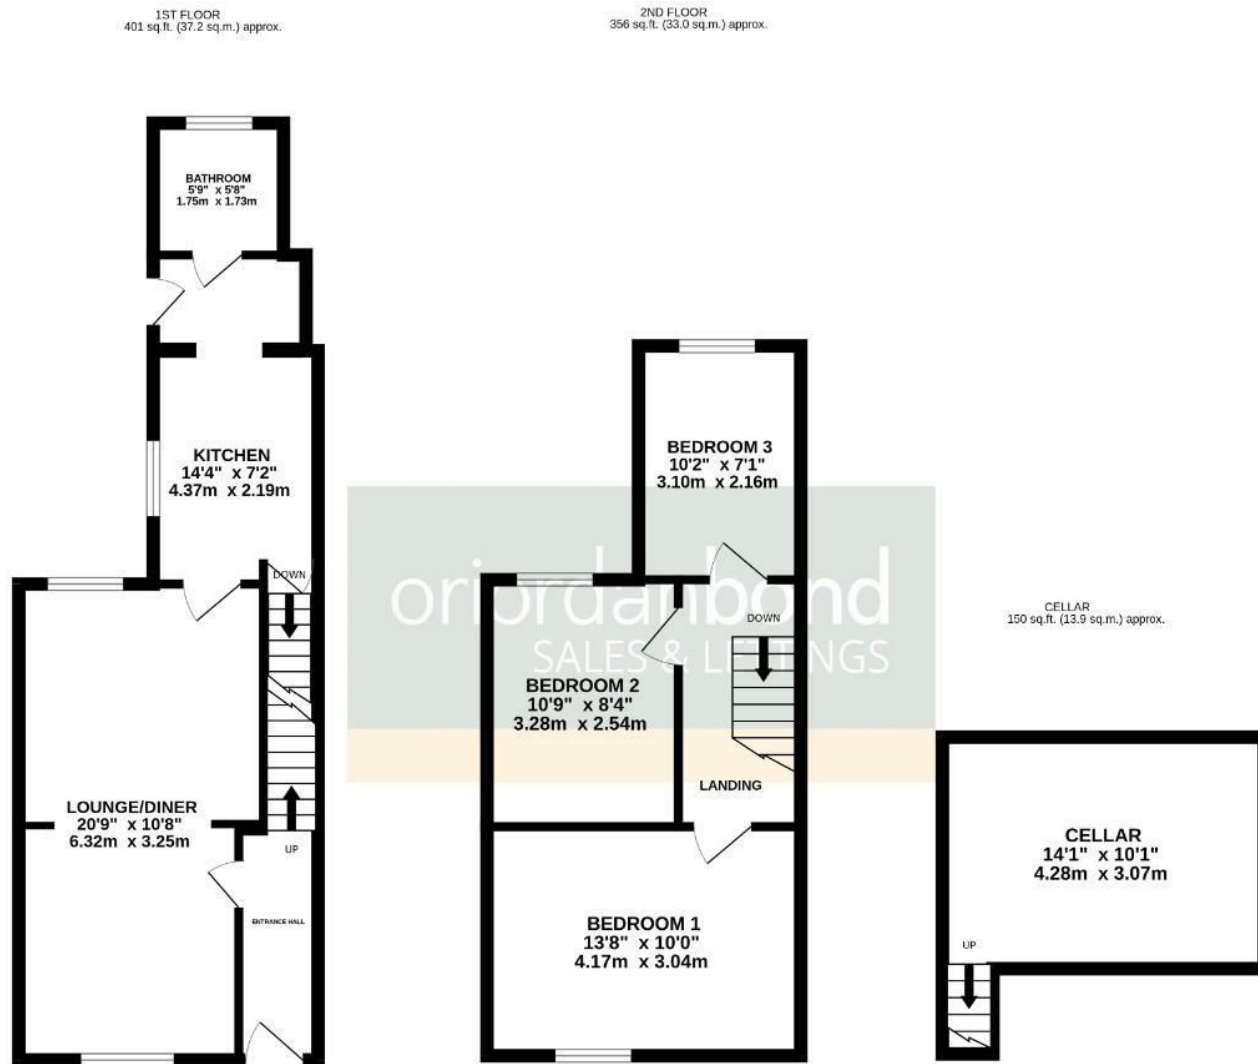 1ST FLOOR
401 sq.ft. (37.2 sq.m.) approx.
BATHROOM
5'9" x 5'8"
1.75m x 1.73m
KITCHEN
14'4" x 7'2"
4.37m x 2.19m
DOWN
LOUNGE/DINER
20'9" x 10'8"
6.32m x 3.25m
UP
ENTRANCE HALL
2ND FLOOR
356 sq.ft. (33.0 sq.m.) approx.
BEDROOM 3
10'2" x 7'1"
3.10m x 2.16m
oriordanbond
SALES & LETTINGS
DOWN
BEDROOM 2
10'9" x 8'4"
3.28m x 2.54m
LANDING
BEDROOM 1
13'8" x 10'0"
4.17m x 3.04m
CELLAR
150 sq.ft. (13.9 sq.m.) approx.
CELLAR
14'1" x 10'1"
4.28m x 3.07m
UP